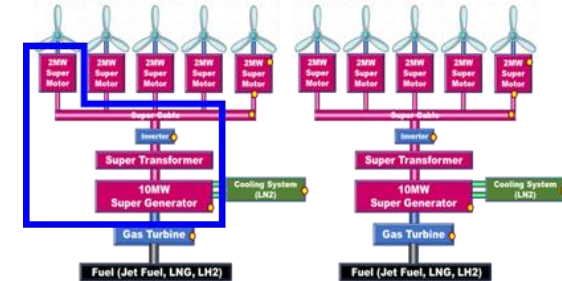 2MW Super Motor
2MW Super Motor
2MW Super Motor
2MW Super Motor
2MW Super Motor
Super Cable
Inverter
Super Transformer
10MW
Super Generator
Cooling System
(LN2)
Gas Turbine
Fuel (Jet Fuel, LNG, LH2)
2MW Super Motor
2MW Super Motor
2MW Super Motor
2MW Super Motor
2MW Super Motor
Super Cable
Inverter
Super Transformer
10MW
Super Generator
Cooling System
(LN2)
Gas Turbine
Fuel (Jet Fuel, LNG, LH2)